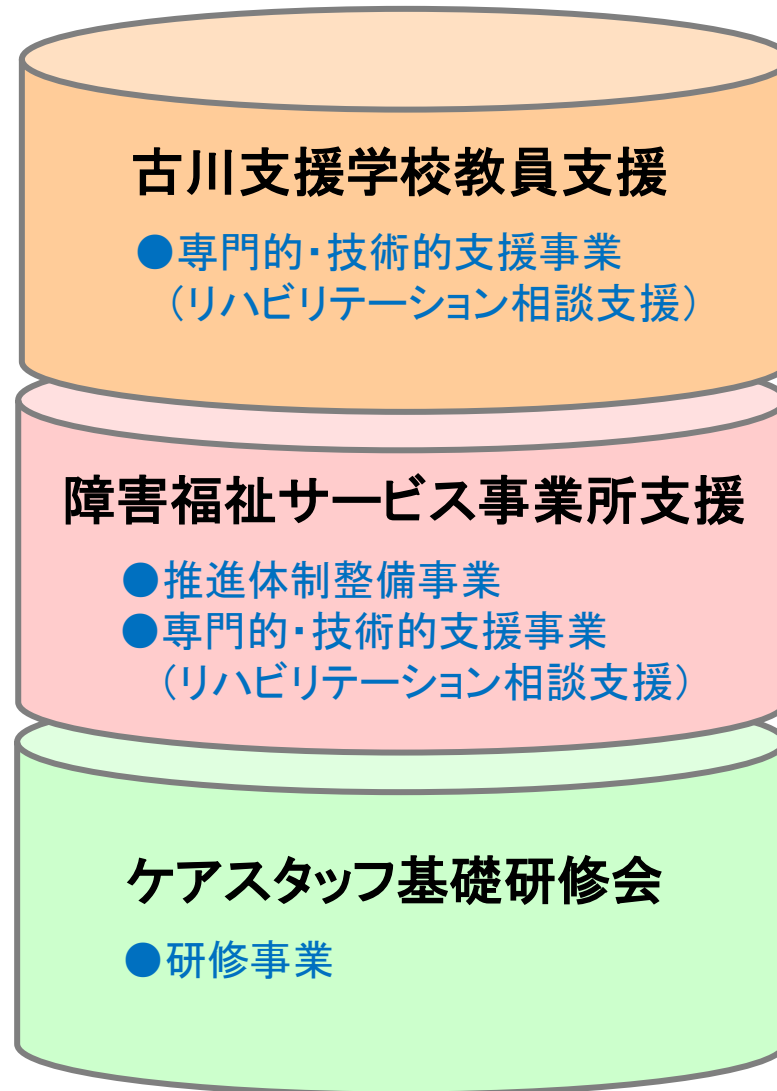 古川支援学校教員支援
●専門的・技術的支援事業
（リハビリテーション相談支援）
障害福祉サービス事業所支援
●推進体制整備事業
●専門的・技術的支援事業
（リハビリテーション相談支援）
ケアスタッフ基礎研修会
●研修事業